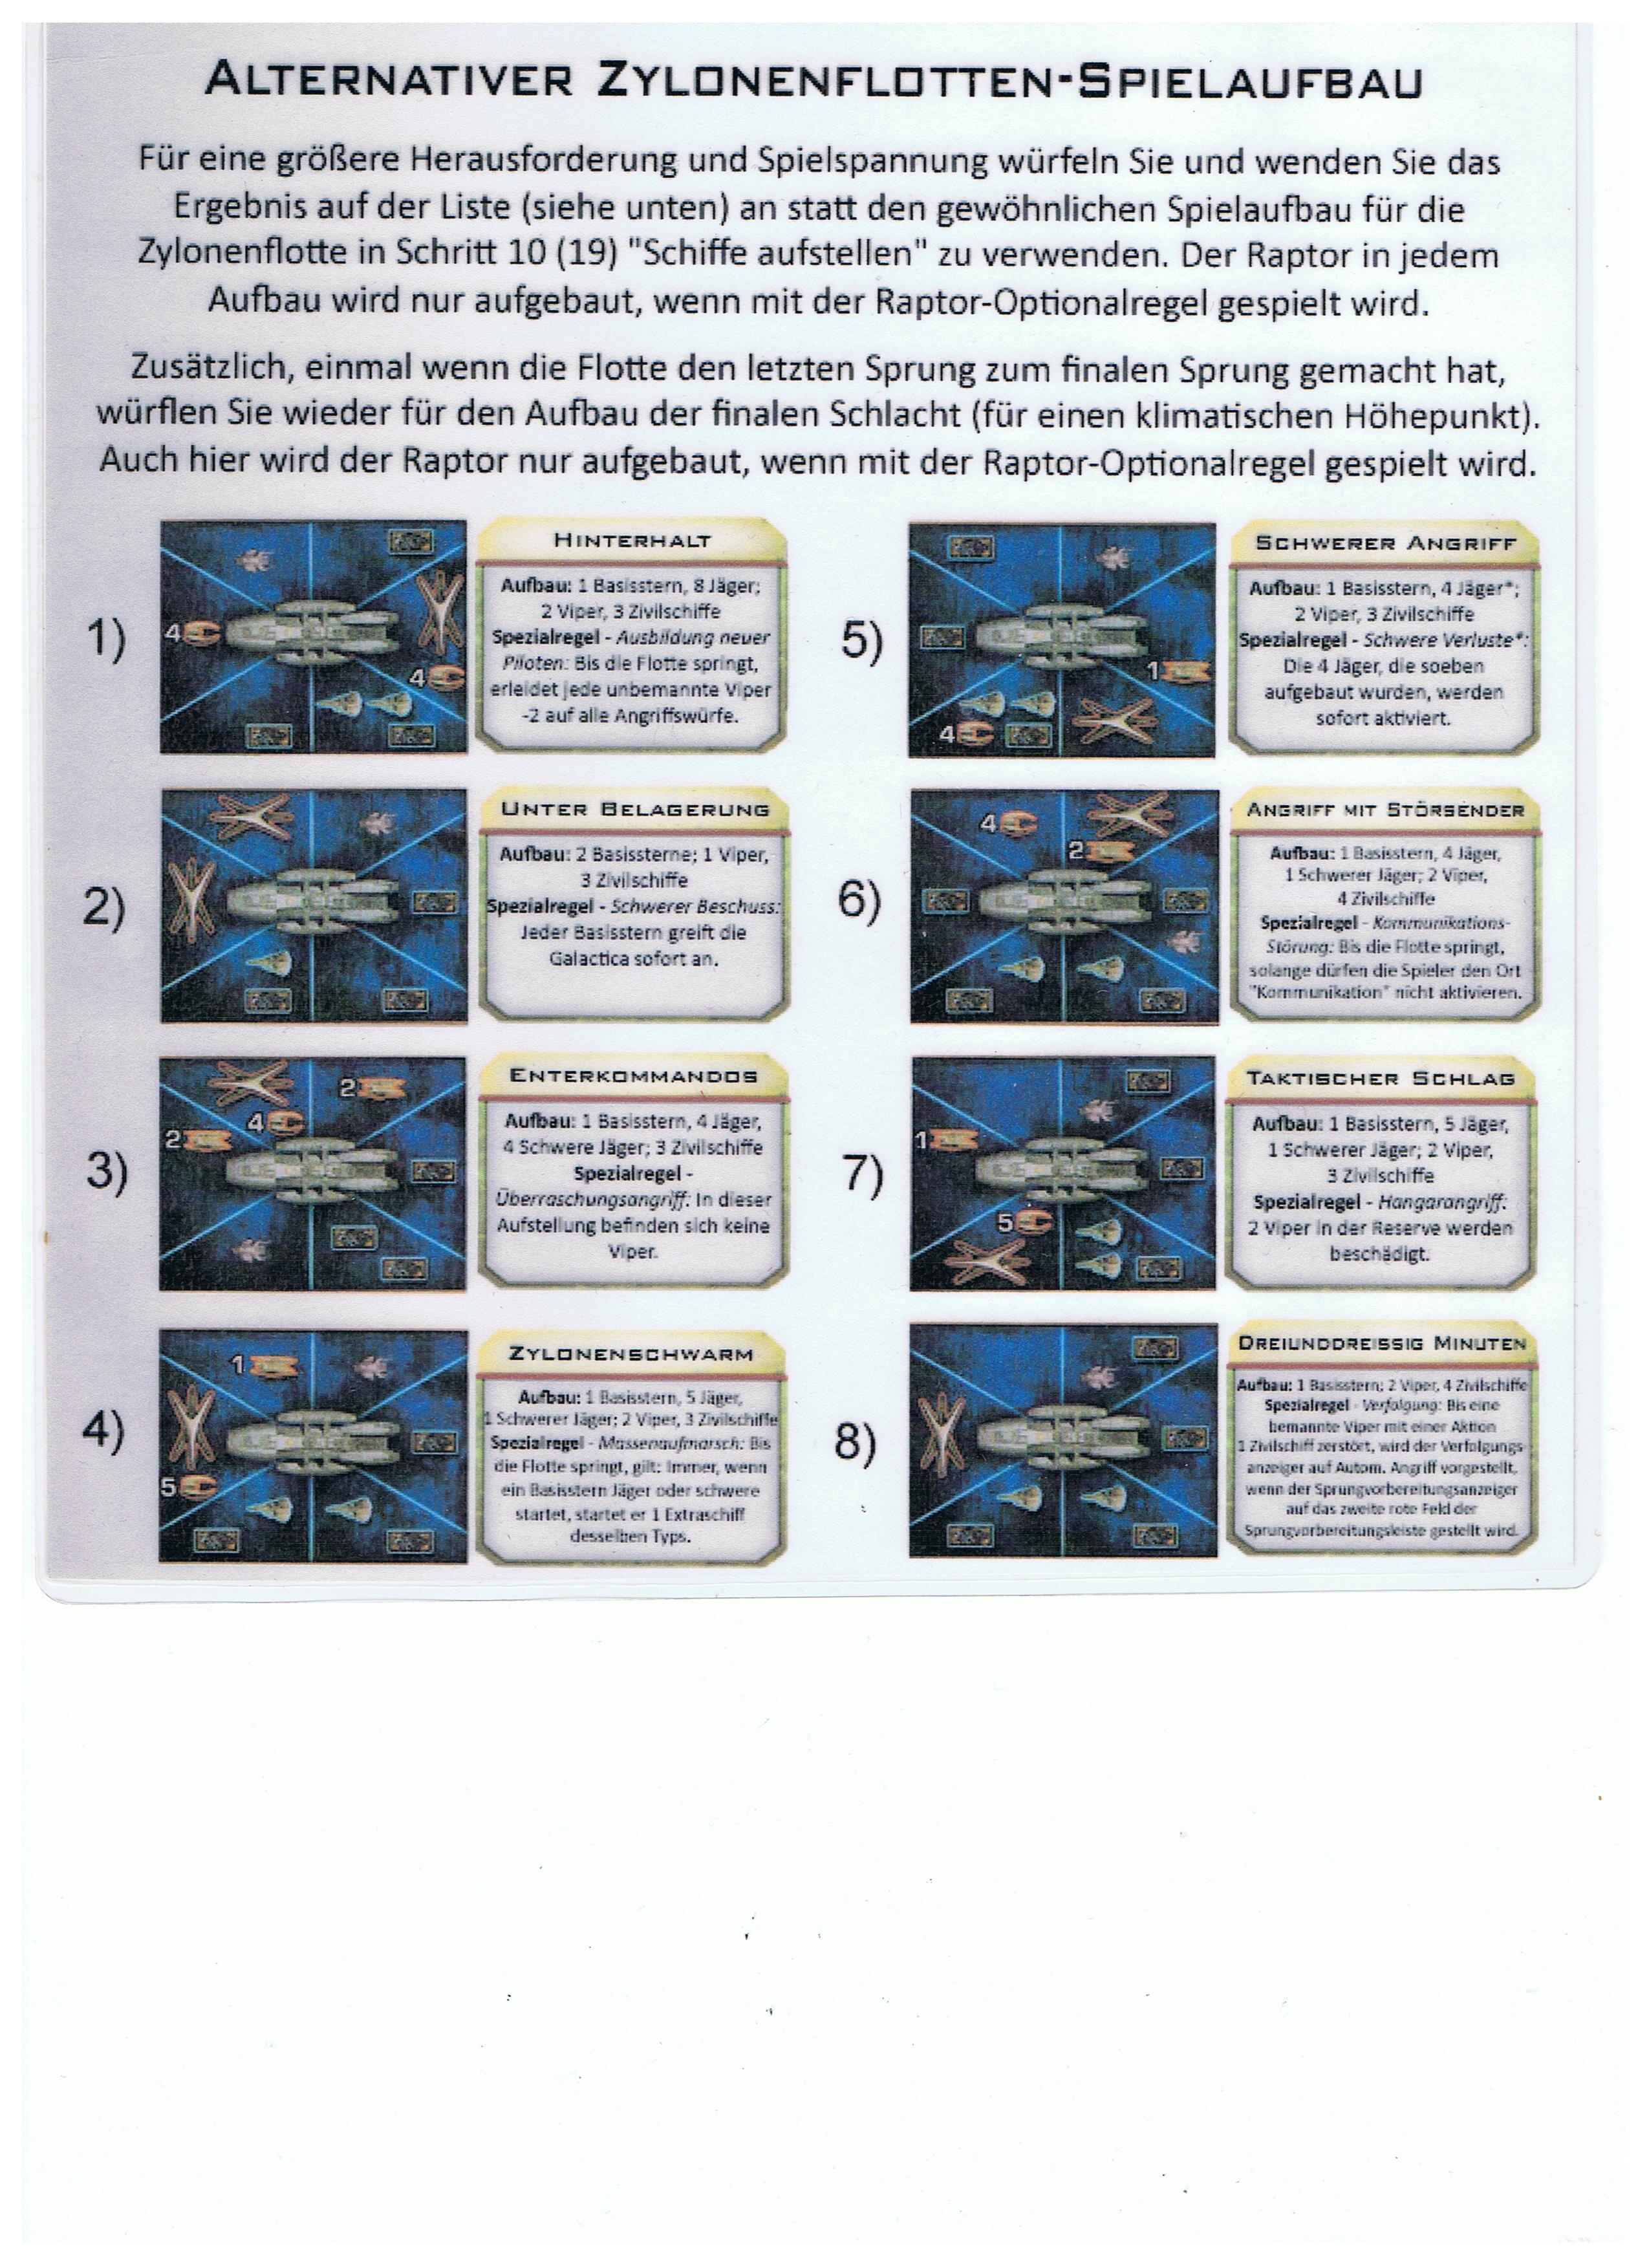 ALTERNATIVER ZYLONENFLOTTEN-SPIELAUFBAU
Für eine größere Herausforderung und Spielspannung würfeln Sie und wenden Sie das
Ergebnis auf der Liste (siehe unten) an statt den gewöhnlichen Spielaufbau für die
Zylonenflotte in Schritt 10 (19) "Schiffe aufstellen" zu verwenden. Der Raptor in jedem
Aufbau wird nur aufgebaut, wenn mit der Raptor-Optionalregel gespielt wird.
Zusätzlich, einmal wenn die Flotte den letzten Sprung zum finalen Sprung gemacht hat,
würflen Sie wieder für den Aufbau der finalen Schlacht (für einen klimatischen Höhepunkt).
Auch hier wird der Raptor nur aufgebaut, wenn mit der Raptor-Optionalregel gespielt wird.
1)
4
4
HINTERHALT
Aufbau: 1 Basisstern, 8 Jäger;
2 Viper, 3 Zivilschiffe
Spezialregel - Ausbildung neuer
Piloten: Bis die Flotte springt,
erleidet jede unbemannte Viper
-2 auf alle Angriffswürfe.
2)
UNTER BELAGERUNG
Aufbau: 2 Basissterne; 1 Viper,
3 Zivilschiffe
Spezialregel - Schwerer Beschuss:
Jeder Basisstern greift die
Galactica sofort an.
3)
2
4
2
ENTERKOMMANDOS
Aufbau: 1 Basisstern, 4 Jäger,
4 Schwere Jäger; 3 Zivilschiffe
Spezialregel -
Überraschungsangriff: In dieser
Aufstellung befinden sich keine
Viper.
4)
1
5
ZYLONENSCHWARM
Aufbau: 1 Basisstern, 5 Jäger,
1 Schwerer Jäger; 2 Viper, 3 Zivilschiffe
Spezialregel - Massenaufmarsch: Bis
die Flotte springt, gilt: Immer, wenn
ein Basisstern Jäger oder schwere
startet, startet er 1 Extraschiff
desselben Typs.
5)
1
4
SCHWERER ANGRIFF
Aufbau: 1 Basisstern, 4 Jäger*;
2 Viper, 3 Zivilschiffe
Spezialregel - Schwere Verluste*:
Die 4 Jäger, die soeben
aufgebaut wurden, werden
sofort aktiviert.
6)
4
2
ANGRIFF MIT STÖRSENDER
Aufbau: 1 Basisstern, 4 Jäger,
1 Schwerer Jäger; 2 Viper,
4 Zivilschiffe
Spezialregel - Kommunikations-
Störung: Bis die Flotte springt,
solange dürfen die Spieler den Ort
"Kommunikation" nicht aktivieren.
7)
1
5
TAKTISCHER SCHLAG
Aufbau: 1 Basisstern, 5 Jäger,
1 Schwerer Jäger; 2 Viper,
3 Zivilschiffe
Spezialregel - Hangarangriff:
2 Viper in der Reserve werden
beschädigt.
8)
DREIUNDDREISSIG MINUTEN
Aufbau: 1 Basisstern; 2 Viper, 4 Zivilschiffe
Spezialregel - Verfolgung: Bis eine
bemannte Viper mit einer Aktion
1 Zivilschiff zerstört, wird der Verfolgungs-
anzeiger auf Autom. Angriff vorgestellt,
wenn der Sprungvorbereitungsanzeiger
auf das zweite rote Feld der
Sprungvorbereitungsleiste gestellt wird.